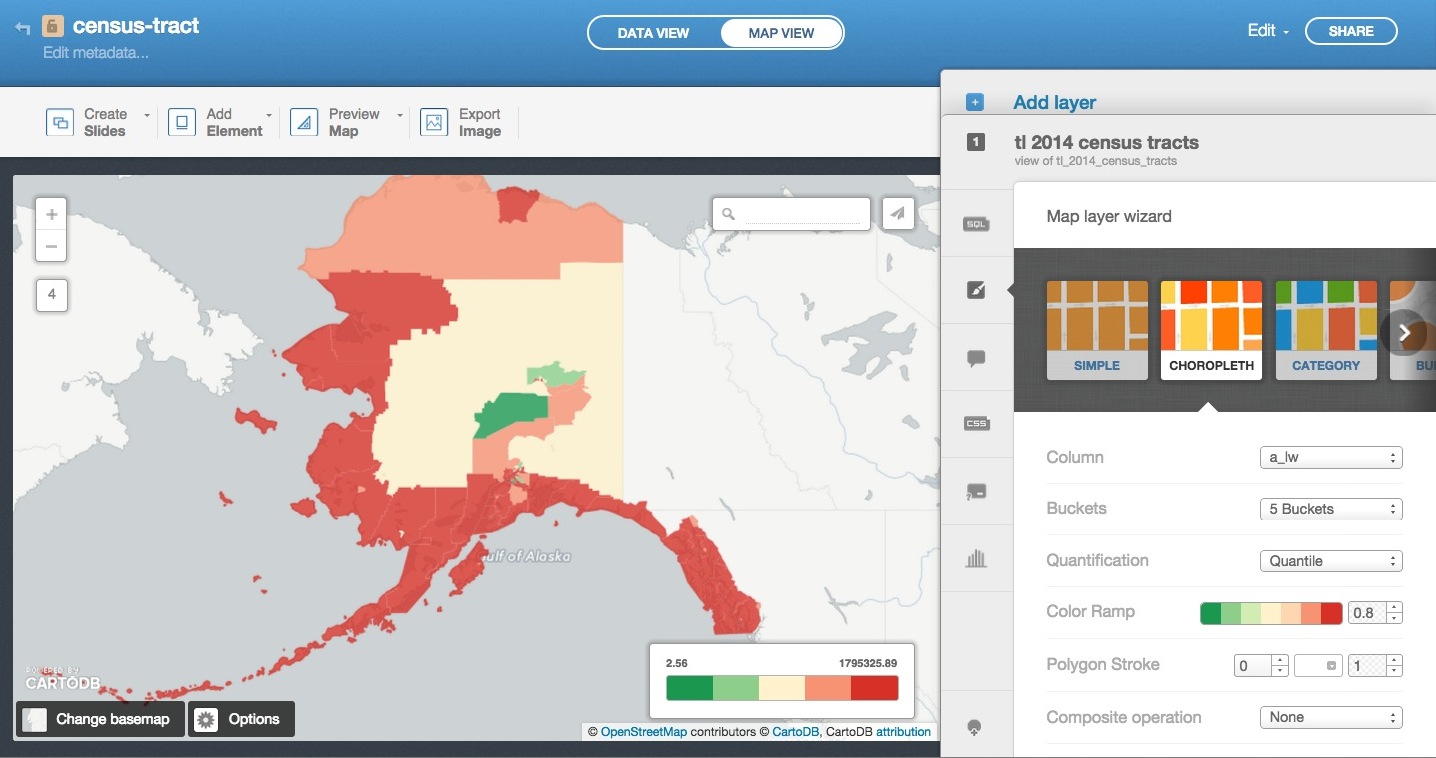 census-tract
Edit metadata...
DATA VIEW
MAP VIEW
Edit
SHARE
Create
Slides
Add
Element
Preview
Map
Export
Image
Add layer
1
tl 2014 census tracts
view of tl_2014_census_tracts
+
−
4
SQL
CSS
Map layer wizard
SIMPLE
CHOROPLETH
CATEGORY
BU
Column
a_lw
Buckets
5 Buckets
Quantification
Quantile
Color Ramp
0.8
Polygon Stroke
0
1
Composite operation
None
ulf of Alaska
2.56
1795325.89
POWERED BY
CARTODB
Change basemap
Options
© OpenStreetMap contributors © CartoDB, CartoDB attribution